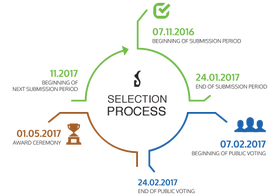 07.11.2016
BEGINNING OF SUBMISSION PERIOD
24.01.2017
END OF SUBMISSION PERIOD
07.02.2017
BEGINNING OF PUBLIC VOTING
24.02.2017
END OF PUBLIC VOTING
01.05.2017
AWARD CEREMONY
11.2017
BEGINNING OF
NEXT SUBMISSION PERIOD
SELECTION
PROCESS